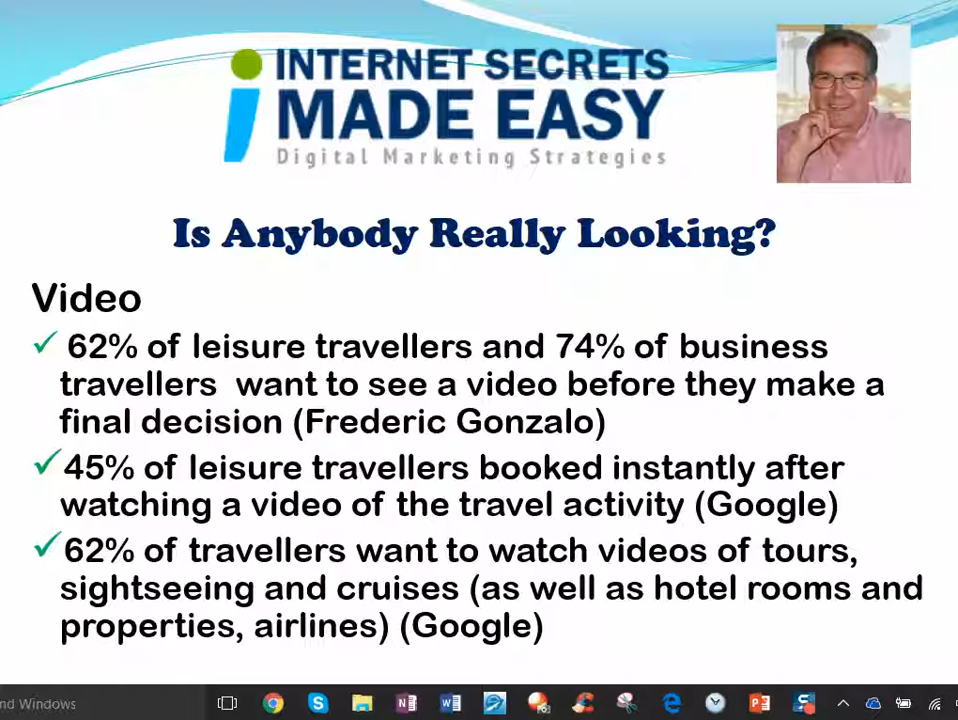 INTERNET SECRETS
MADE EASY
Digital Marketing Strategies
Is Anybody Really Looking?
Video
62% of leisure travellers and 74% of business
travellers want to see a video before they make a
final decision (Frederic Gonzalo)
45% of leisure travellers booked instantly after
watching a video of the travel activity (Google)
62% of travellers want to watch videos of tours,
sightseeing and cruises (as well as hotel rooms and
properties, airlines) (Google)
nd Windows